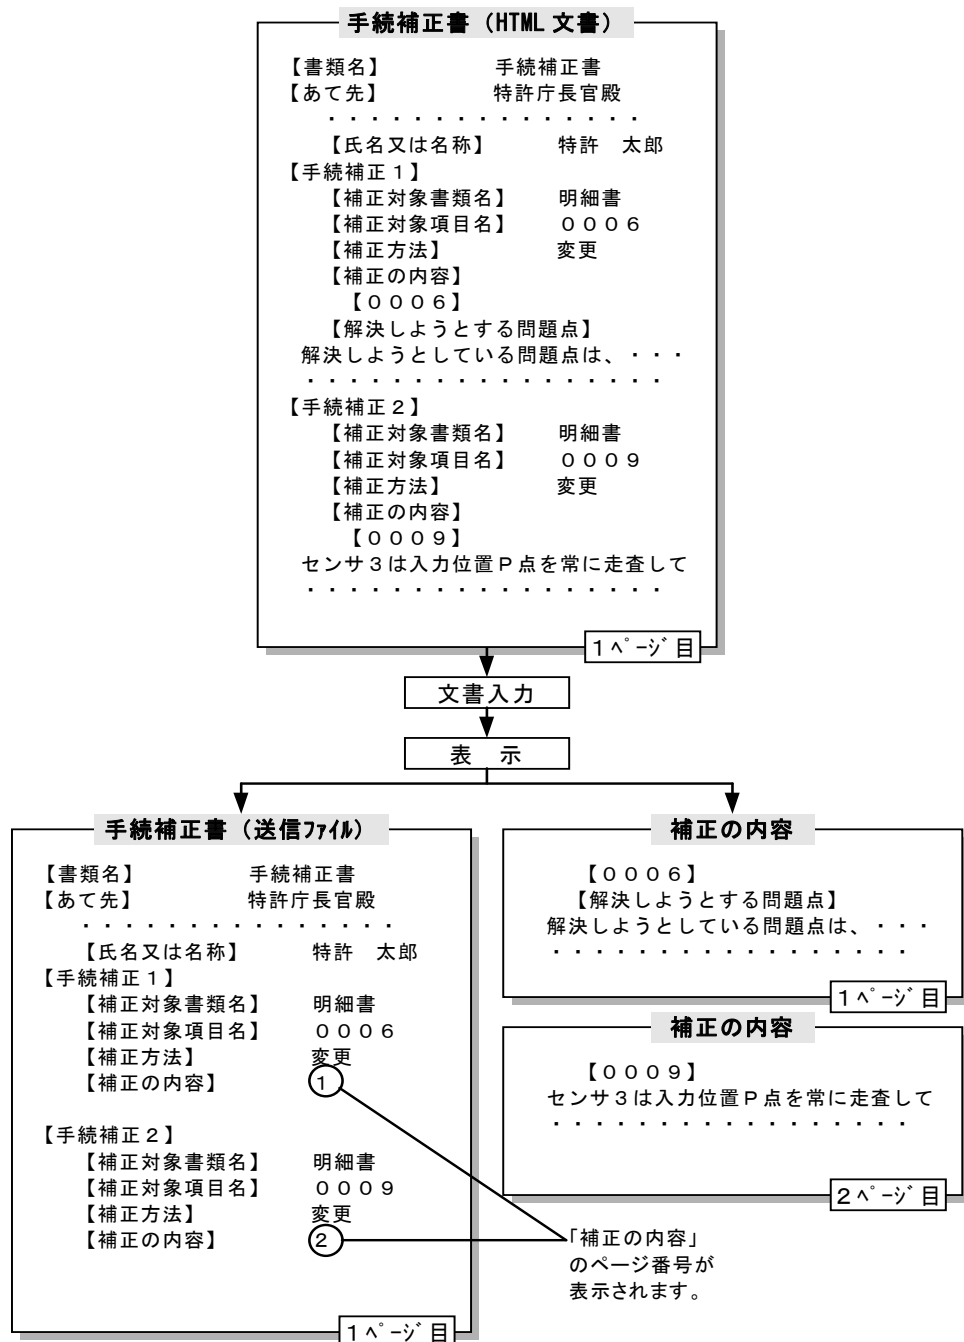 手続補正書（HTML 文書）
【書類名】　手続補正書
【あて先】　特許庁長官殿
・・・・・・・・・・・・・・・
【氏名又は名称】　特許　太郎
【手続補正１】
【補正対象書類名】　明細書
【補正対象項目名】　０００６
【補正方法】　変更
【補正の内容】
【０００６】
【解決しようとする問題点】
解決しようとしている問題点は、・・・
・・・・・・・・・・・・・・・・・
【手続補正２】
【補正対象書類名】　明細書
【補正対象項目名】　０００９
【補正方法】　変更
【補正の内容】
【０００９】
センサ３は入力位置Ｐ点を常に走査して
・・・・・・・・・・・・・・・・・
１ﾍﾟｰｼﾞ目
文書入力
表　示
手続補正書（送信ﾌｧｲﾙ）
【書類名】　手続補正書
【あて先】　特許庁長官殿
・・・・・・・・・・・・・・・
【氏名又は名称】　特許　太郎
【手続補正１】
【補正対象書類名】　明細書
【補正対象項目名】　０００６
【補正方法】　変更
【補正の内容】　１
【手続補正２】
【補正対象書類名】　明細書
【補正対象項目名】　０００９
【補正方法】　変更
【補正の内容】　２
１ﾍﾟｰｼﾞ目
補正の内容
【０００６】
【解決しようとする問題点】
解決しようとしている問題点は、・・・
・・・・・・・・・・・・・・・・・
１ﾍﾟｰｼﾞ目
補正の内容
【０００９】
センサ３は入力位置Ｐ点を常に走査して
・・・・・・・・・・・・・・・・・
２ﾍﾟｰｼﾞ目
「補正の内容」
のページ番号が
表示されます。